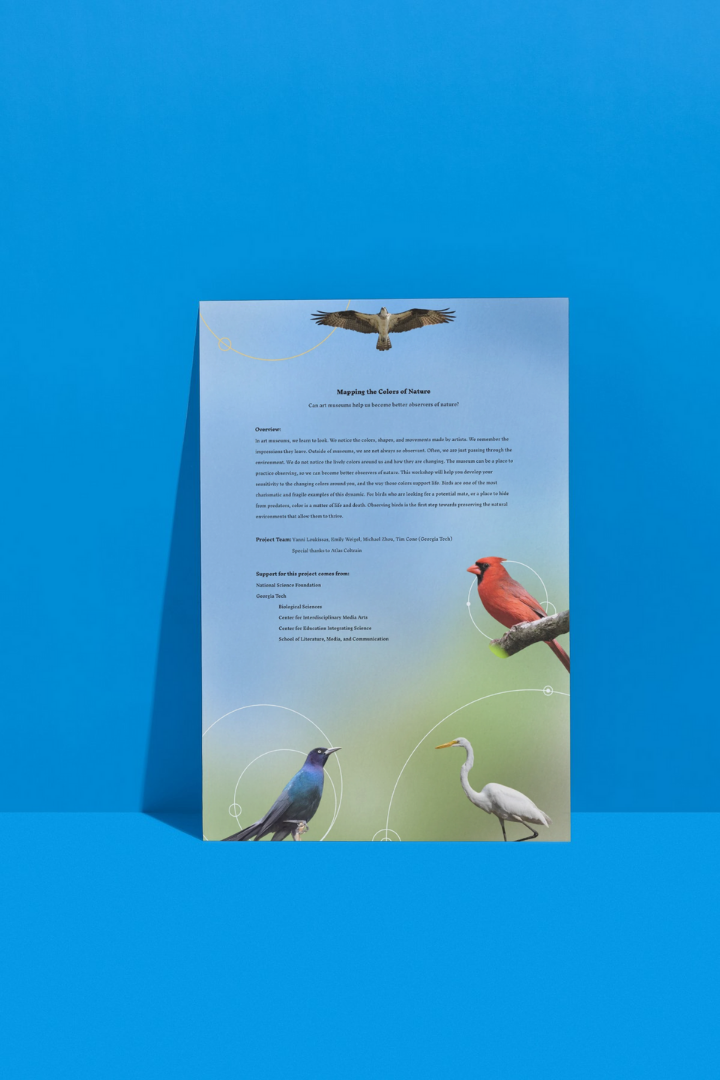 Mapping the Colors of Nature
Can art museums help us become better observers of nature?
Overview:
In art museums, we learn to look. We notice the colors, shapes, and movements made by artists. We remember the
impressions they leave. Outside of museums, we are not always so observant. Often, we are just passing through the
environment. We do not notice the lively colors around us and how they are changing. The museum can be a place to
practice observing, so we can become better observers of nature. This workshop will help you develop your
sensitivity to the changing colors around you, and the way those colors support life. Birds are one of the most
charismatic and fragile examples of this dynamic. For birds who are looking for a potential mate, or a place to hide
from predators, color is a matter of life and death. Observing birds is the first step towards preserving the natural
environments that allow them to thrive.
Project Team: Yanni Loukissas, Emily Weigel, Michael Zhou, Tim Cone (Georgia Tech)
Special thanks to Atlas Cabrain
Support for this project comes from:
National Science Foundation
Georgia Tech
Biological Sciences
Center for Interdisciplinary Media Arts
Center for Education Integrating Science
School of Literature, Media, and Communication